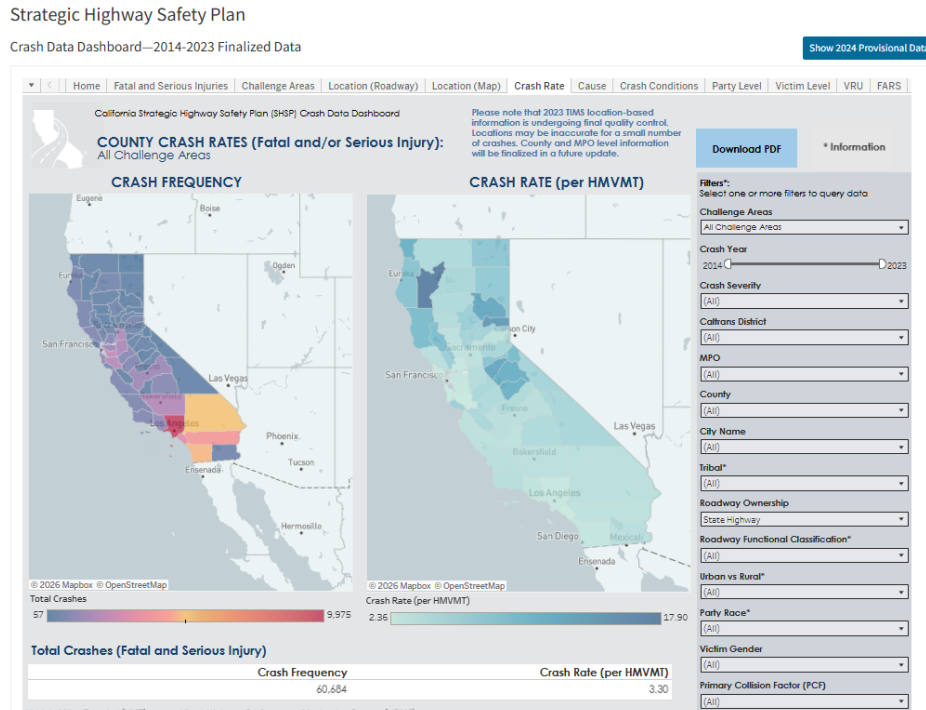 Strategic Highway Safety Plan
Crash Data Dashboard—2014-2023 Finalized Data
Show 2024 Provisional Data
Home
Fatal and Serious Injuries
Challenge Areas
Location (Roadway)
Location (Map)
Crash Rate
Cause
Crash Conditions
Party Level
Victim Level
VRU
FARS
California Strategic Highway Safety Plan (SHSP) Crash Data Dashboard
COUNTY CRASH RATES (Fatal and/or Serious Injury):
All Challenge Areas
Please note that 2023 TIMS location-based
information is undergoing final quality control.
Locations may be inaccurate for a small number
of crashes. County and MPO level information
will be finalized in a future update.
Download PDF
* Information
CRASH FREQUENCY
Eugene
Boise
Ogden
San Francisco
Las Vegas
Los Angeles
Phoenix
Tucson
Ensenada
Hermosillo
© 2026 Mapbox © OpenStreetMap
Total Crashes
57
9,975
CRASH RATE (per HMVMT)
Eugene
Boise
Carson City
Sacramento
San Francisco
Fresno
Las Vegas
Bakersfield
Los Angeles
San Diego
Mexicali
Ensenada
© 2026 Mapbox © OpenStreetMap
Crash Rate (per HMVMT)
2.36
17.90
Total Crashes (Fatal and Serious Injury)
Crash Frequency
Crash Rate (per HMVMT)
60,684
3.30
Filters*:
Select one or more filters to query data
Challenge Areas
All Challenge Areas
Crash Year
2014
2023
Crash Severity
(All)
Caltrans District
(All)
MPO
(All)
County
(All)
City Name
(All)
Tribal*
(All)
Roadway Ownership
State Highway
Roadway Functional Classification*
(All)
Urban vs Rural*
(All)
Party Race*
(All)
Victim Gender
(All)
Primary Collision Factor (PCF)
(All)